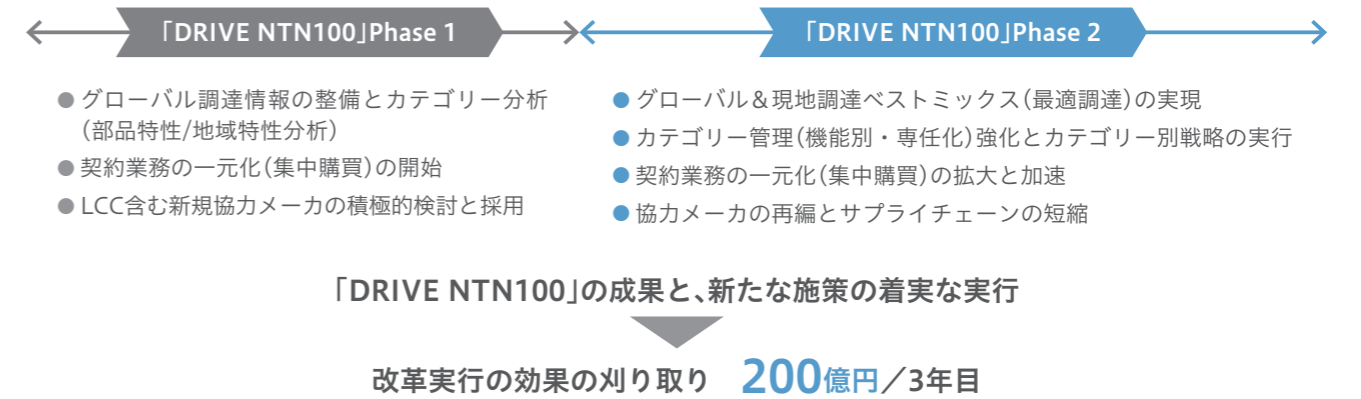 「DRIVE NTN100」Phase 1
「DRIVE NTN100」Phase 2
● グローバル調達情報の整備とカテゴリー分析
（部品特性/地域特性分析）
● 契約業務の一元化（集中購買）の開始
● LCC含む新規協力メーカの積極的検討と採用
● グローバル＆現地調達ベストミックス（最適調達）の実現
● カテゴリー管理（機能別・専任化）強化とカテゴリー別戦略の実行
● 契約業務の一元化（集中購買）の拡大と加速
● 協力メーカの再編とサプライチェーンの短縮
「DRIVE NTN100」の成果と、新たな施策の着実な実行
改革実行の効果の刈り取り 200億円／3年目